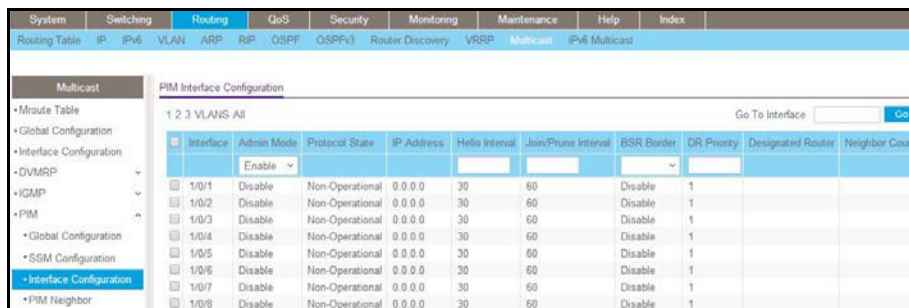 System Switching Routing QoS Security Monitoring Maintenance Help Index
Routing Table IP IPv6 VLAN ARP RIP OSPF OSPFv3 Router Discovery VRRP Multicast IPv6 Multicast
Multicast
• Mroute Table
• Global Configuration
• Interface Configuration
• DVMRP
• IGMP
• PIM
• Global Configuration
• SSM Configuration
• Interface Configuration
• PIM Neighbor
PIM Interface Configuration
1 2 3 VLANS All Go To Interface Go
Interface Admin Mode Protocol State IP Address Hello Interval Join/Prune Interval BSR Border DR Priority Designated Router Neighbor Cou
Enable
1/0/1 Disable Non-Operational 0.0.0.0 30 60 Disable 1
1/0/2 Disable Non-Operational 0.0.0.0 30 60 Disable 1
1/0/3 Disable Non-Operational 0.0.0.0 30 60 Disable 1
1/0/4 Disable Non-Operational 0.0.0.0 30 60 Disable 1
1/0/5 Disable Non-Operational 0.0.0.0 30 60 Disable 1
1/0/6 Disable Non-Operational 0.0.0.0 30 60 Disable 1
1/0/7 Disable Non-Operational 0.0.0.0 30 60 Disable 1
1/0/8 Disable Non-Operational 0.0.0.0 30 60 Disable 1